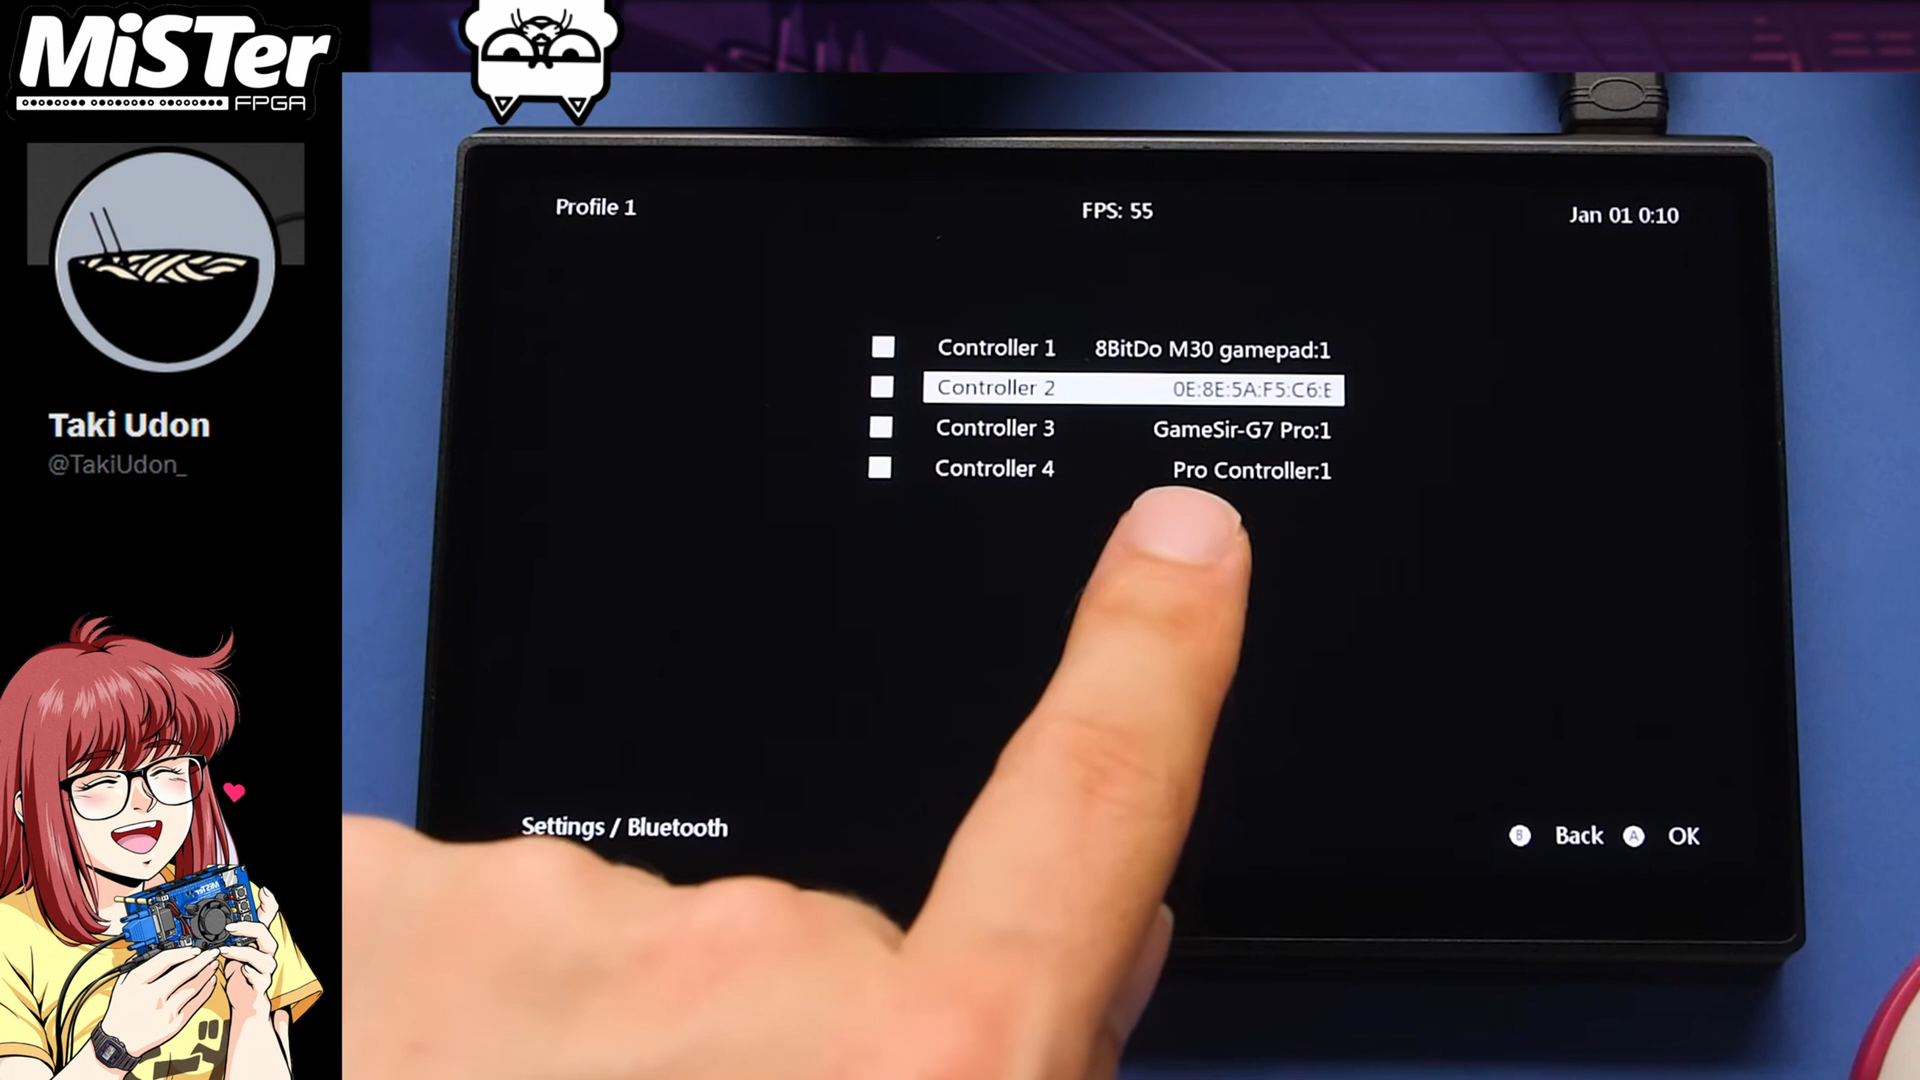 MiSTer
FPGA
Taki Udon
@TakiUdon_
Profile 1
FPS: 55
Jan 01 0:10
Controller 1 8BitDo M30 gamepad:1
Controller 2 0E:8E:5A:F5:C6:E
Controller 3 GameSir-G7 Pro:1
Controller 4 Pro Controller:1
Settings / Bluetooth
B Back A OK
MiSTer